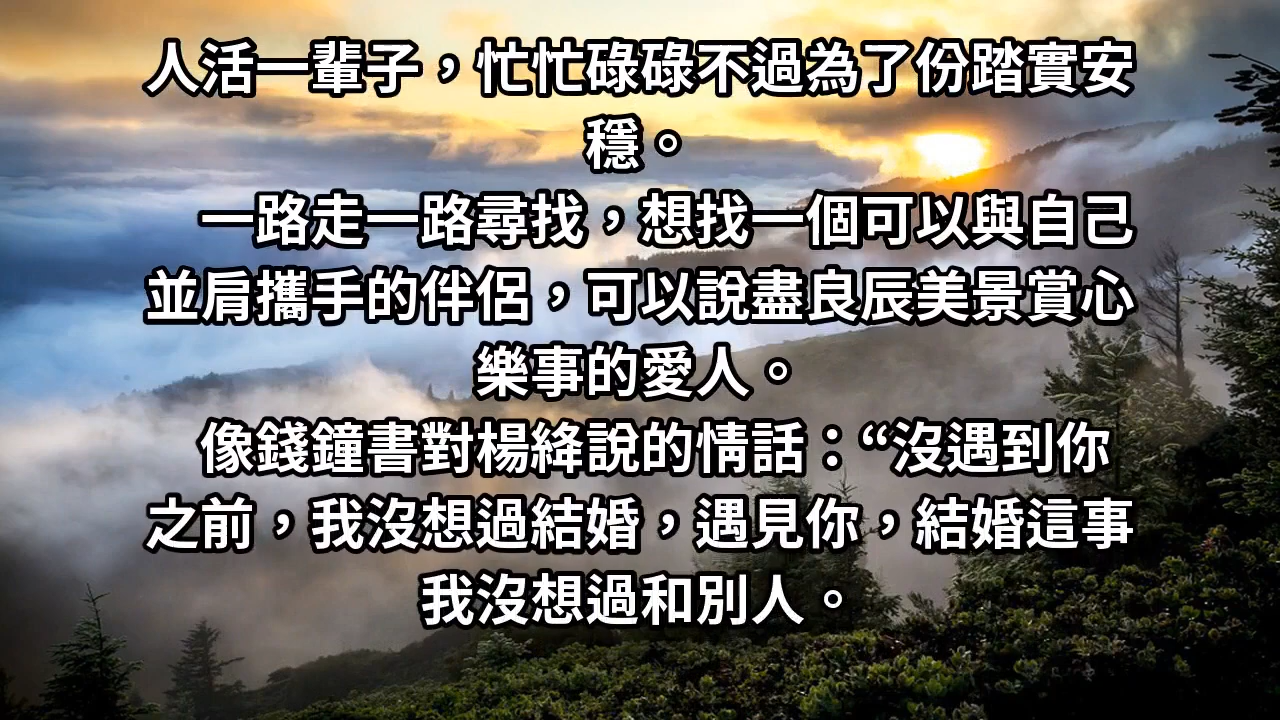 人活一輩子，忙忙碌碌不過為了份踏實安
穩。
一路走一路尋找，想找一個可以與自己
並肩攜手的伴侶，可以說盡良辰美景賞心
樂事的愛人。
像錢鐘書對楊絳說的情話：“沒遇到你
之前，我沒想過結婚，遇見你，結婚這事
我沒想過和別人。